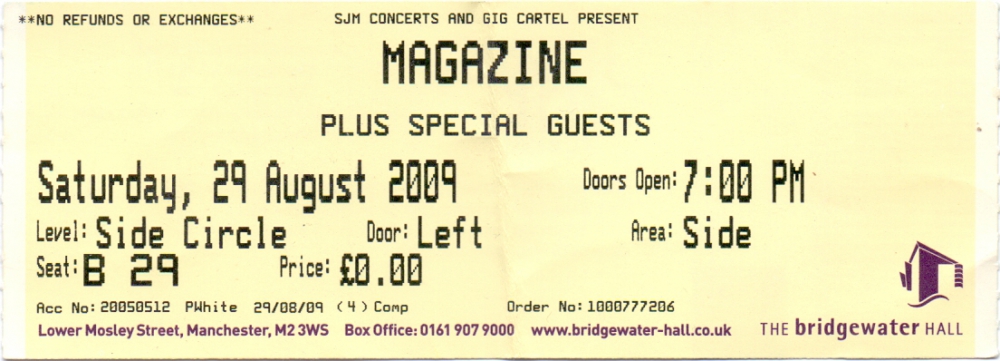 **NO REFUNDS OR EXCHANGES** SJM CONCERTS AND GIG CARTEL PRESENT
MAGAZINE
PLUS SPECIAL GUESTS
Saturday, 29 August 2009 Doors Open: 7:00 PM
Level: Side Circle Door: Left Area: Side
Seat: B 29 Price: £0.00
Acc No: 20050512 PWhite 29/08/09 (4) Comp Order No: 1000777206
Lower Mosley Street, Manchester, M2 3WS Box Office: 0161 907 9000 www.bridgewater-hall.co.uk THE bridgewater HALL